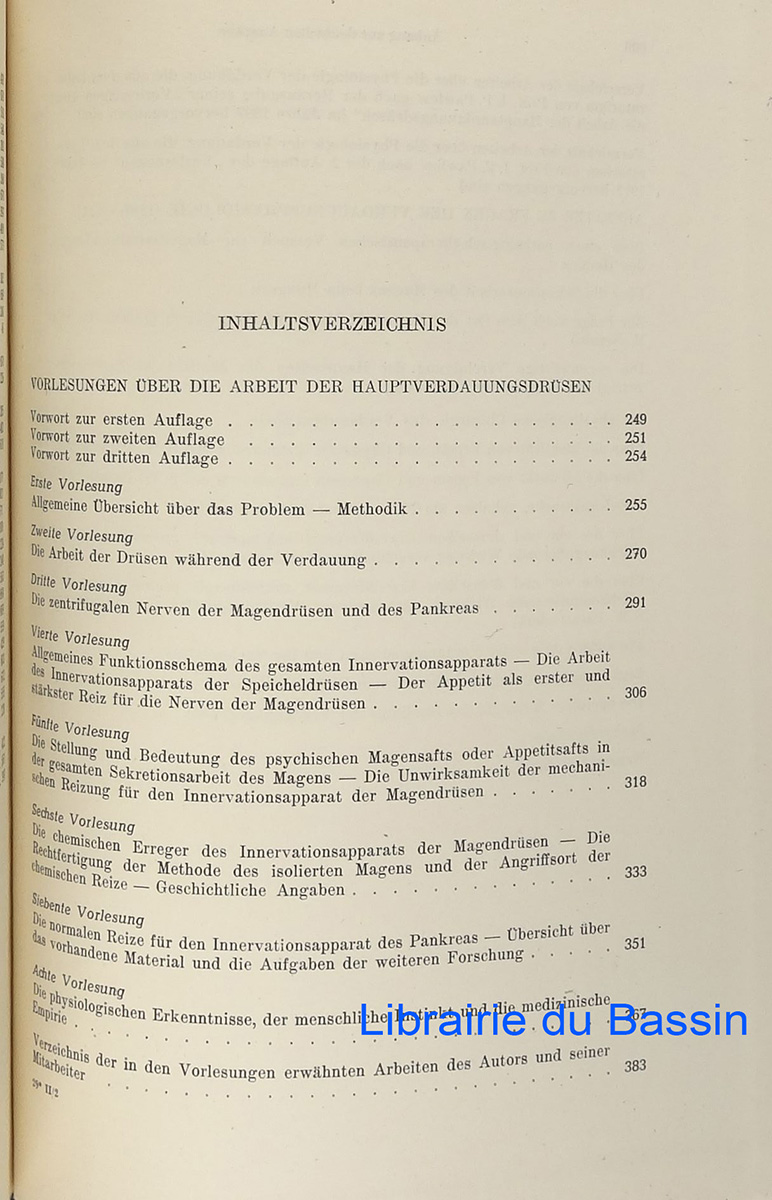 INHALTSVERZEICHNIS
VORLESUNGEN ÜBER DIE ARBEIT DER HAUPTVERDAUUNGSDRÜSEN
Vorwort zur ersten Auflage . . . . . . . . . . . . . . . . . . . 249
Vorwort zur zweiten Auflage . . . . . . . . . . . . . . . . . . 251
Vorwort zur dritten Auflage . . . . . . . . . . . . . . . . . . . 254
Erste Vorlesung
Allgemeine Übersicht über das Problem — Methodik . . . . . . . . . . 255
Zweite Vorlesung
Die Arbeit der Drüsen während der Verdauung . . . . . . . . . . . . 270
Dritte Vorlesung
Die zentrifugalen Nerven der Magendrüsen und des Pankreas . . . . . . . 291
Vierte Vorlesung
Allgemeines Funktionsschema des gesamten Innervationsapparats — Die Arbeit
des Innervationsapparats der Speicheldrüsen — Der Appetit als erster und
stärkster Reiz für die Nerven der Magendrüsen . . . . . . . . . . . . 306
Fünfte Vorlesung
Die Stellung und Bedeutung des psychischen Magensafts oder Appetitsafts in
der gesamten Sekretionsarbeit des Magens — Die Unwirksamkeit der mechani-
schen Reizung für den Innervationsapparat der Magendrüsen . . . . . . . 318
Sechste Vorlesung
Die chemischen Erreger des Innervationsapparats der Magendrüsen — Die
Rechtfertigung der Methode des isolierten Magens und der Angriffsort der
chemischen Reize — Geschichtliche Angaben . . . . . . . . . . . . . 333
Siebente Vorlesung
Die normalen Reize für den Innervationsapparat des Pankreas — Übersicht über
das vorhandene Material und die Aufgaben der weiteren Forschung . . . . . 351
Achte Vorlesung
Die physiologischen Erkenntnisse, der menschliche Instinkt und die medizinische
Empirie . . . . . . . . . . . . . . . . . . . . . . . . . . 367
Librairie du Bassin
Verzeichnis der in den Vorlesungen erwähnten Arbeiten des Autors und seiner
Mitarbeiter . . . . . . . . . . . . . . . . . . . . . . . . . 383
29* II/2